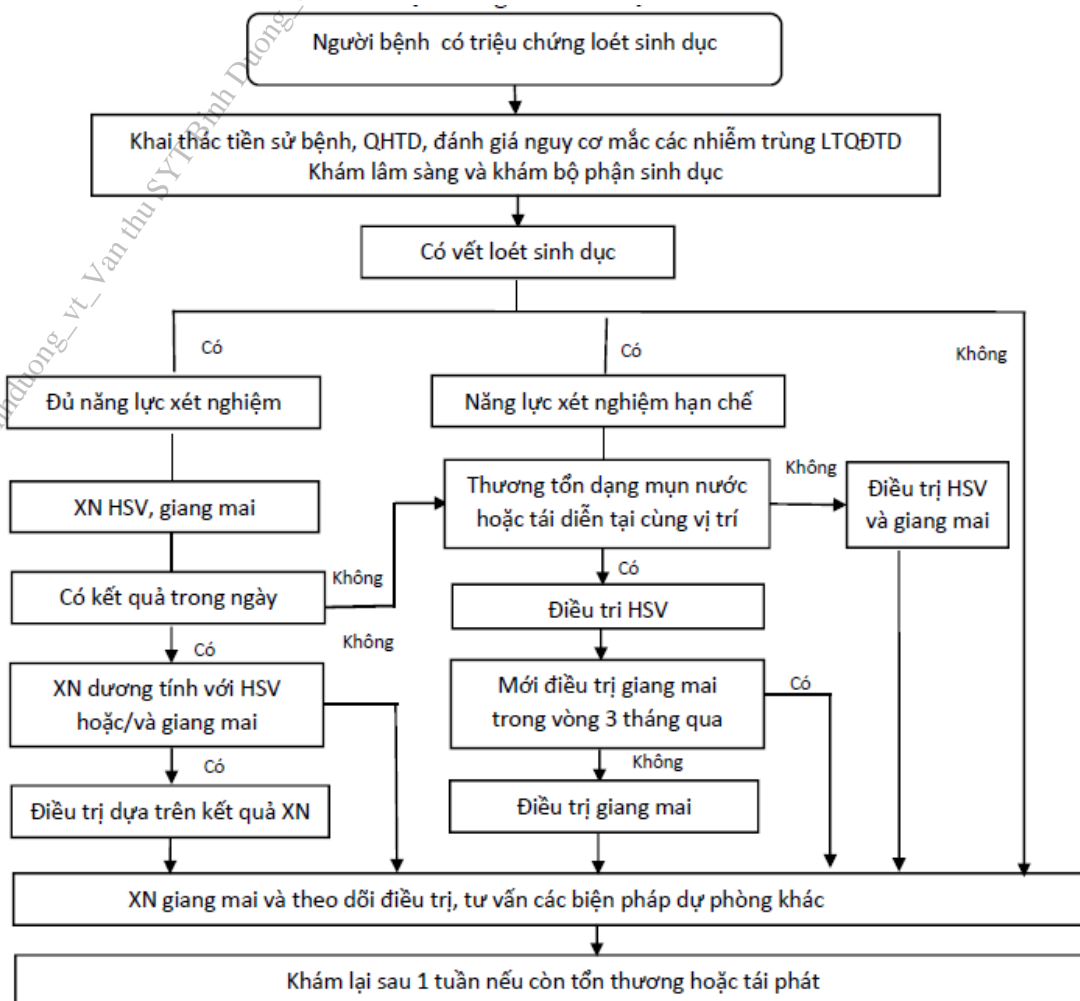 Người bệnh có triệu chứng loét sinh dục
Khai thác tiền sử bệnh, QHTD, đánh giá nguy cơ mắc các nhiễm trùng LTQĐTD
Khám lâm sàng và khám bộ phận sinh dục
Có vết loét sinh dục
Có
Có
Không
Đủ năng lực xét nghiệm
Năng lực xét nghiệm hạn chế
XN HSV, giang mai
Thương tổn dạng mụn nước
hoặc tái diễn tại cùng vị trí
Không
Điều trị HSV
và giang mai
Có kết quả trong ngày
Không
Có
Điều tri HSV
Có
Không
XN dương tính với HSV
hoặc/và giang mai
Mới điều trị giang mai
trong vòng 3 tháng qua
Có
Có
Không
Điều trị dựa trên kết quả XN
Điều trị giang mai
XN giang mai và theo dõi điều trị, tư vấn các biện pháp dự phòng khác
Khám lại sau 1 tuần nếu còn tổn thương hoặc tái phát
duong_vt_Van thu SYT Binh Duong_